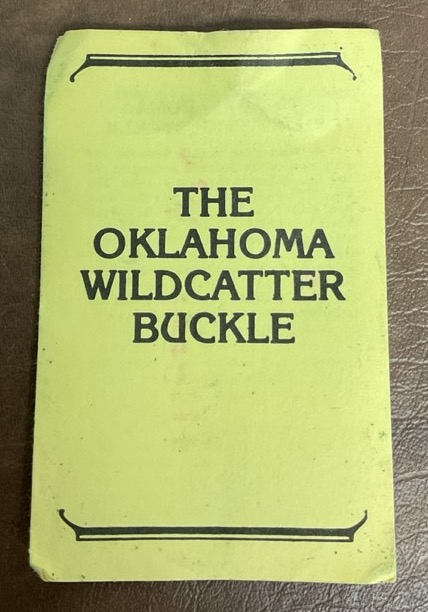 THE
OKLAHOMA
WILDCATTER
BUCKLE